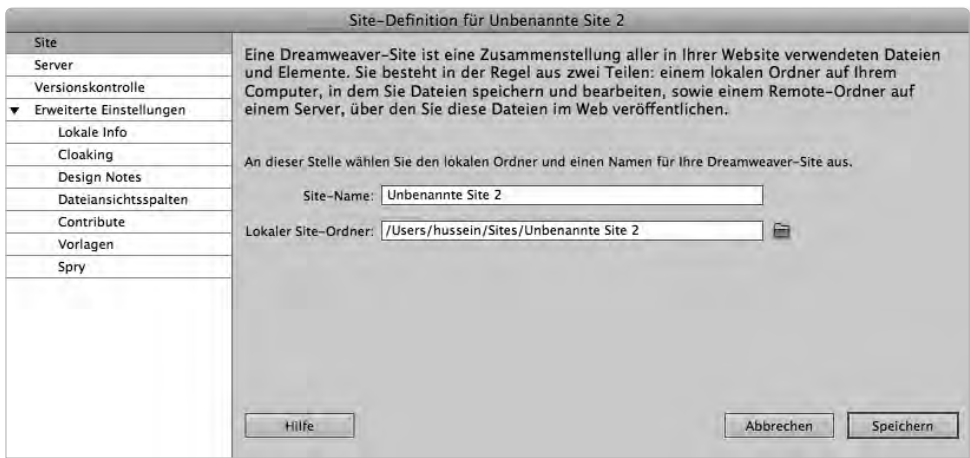 Site-Definition für Unbenannte Site 2
Site
Server
Versionskontrolle
Erweiterte Einstellungen
Lokale Info
Cloaking
Design Notes
Dateiansichtsspalten
Contribute
Vorlagen
Spry
Eine Dreamweaver-Site ist eine Zusammenstellung aller in Ihrer Website verwendeten Dateien
und Elemente. Sie besteht in der Regel aus zwei Teilen: einem lokalen Ordner auf Ihrem
Computer, in dem Sie Dateien speichern und bearbeiten, sowie einem Remote-Ordner auf
einem Server, über den Sie diese Dateien im Web veröffentlichen.
An dieser Stelle wählen Sie den lokalen Ordner und einen Namen für Ihre Dreamweaver-Site aus.
Site-Name: Unbenannte Site 2
Lokaler Site-Ordner: /Users/hussein/Sites/Unbenannte Site 2
Hilfe Abbrechen Speichern